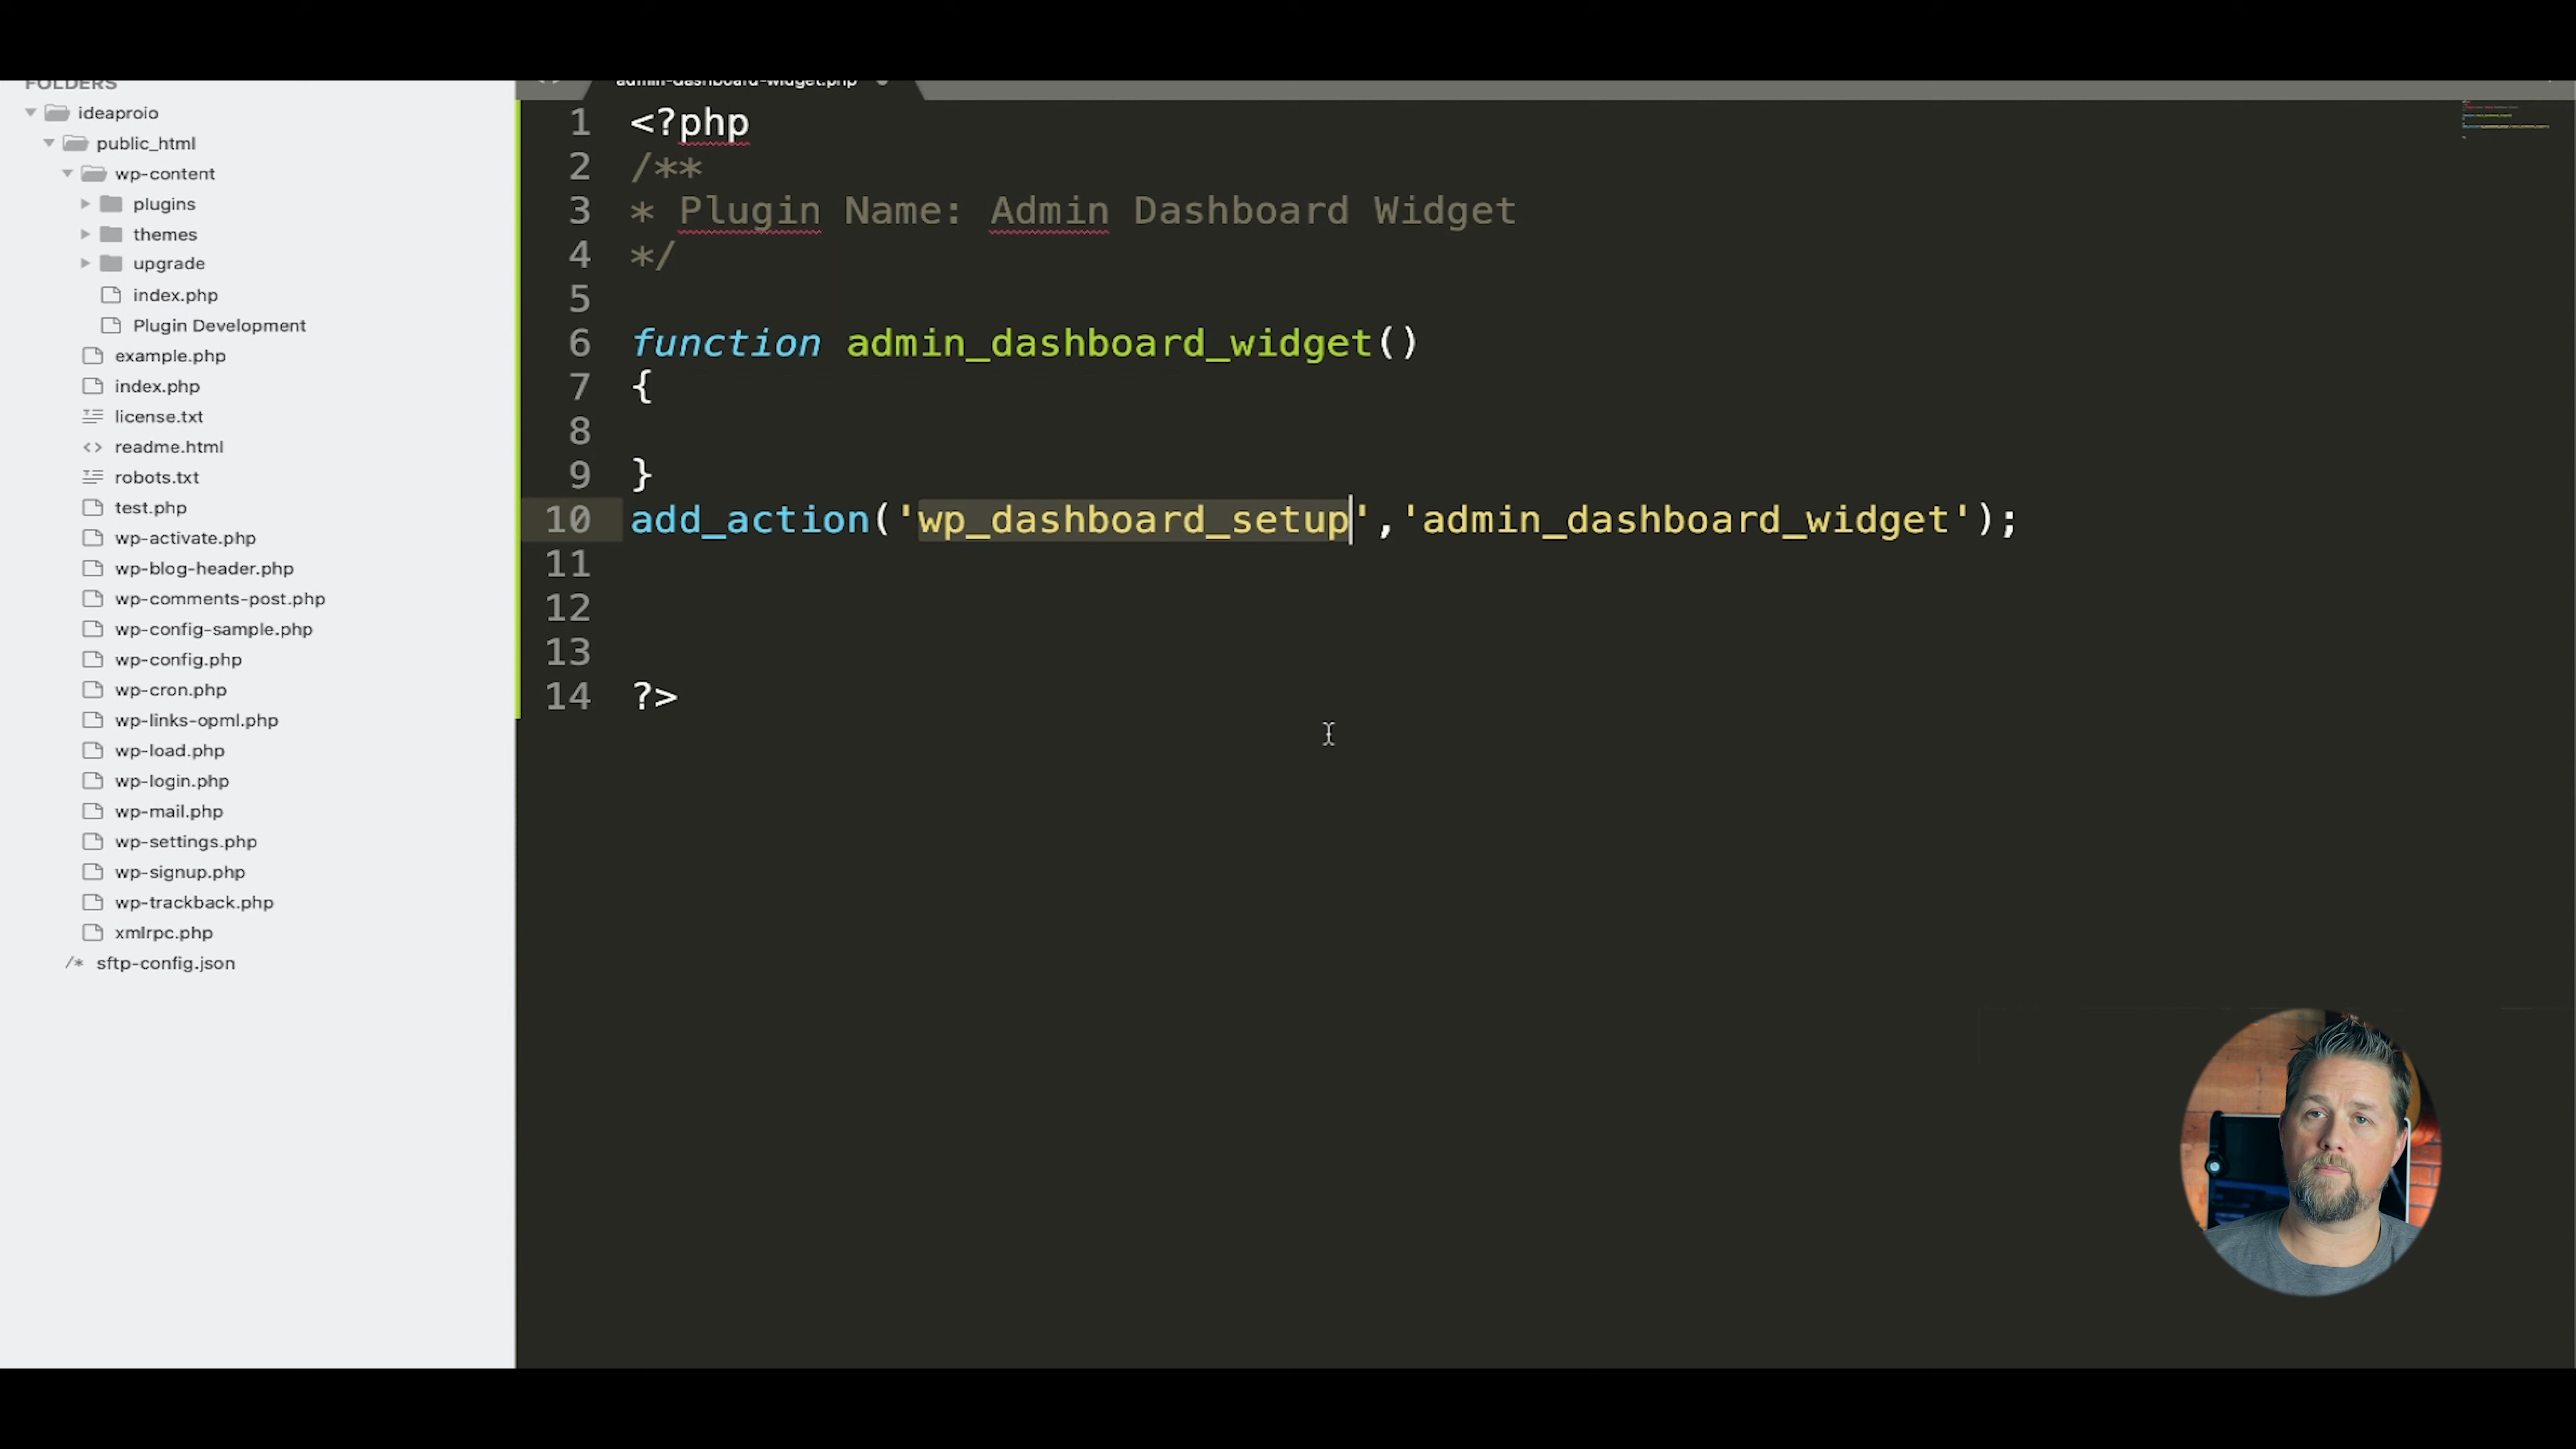 FOLDERS
ideaproio
public_html
wp-content
plugins
themes
upgrade
index.php
Plugin Development
example.php
index.php
license.txt
<> readme.html
robots.txt
test.php
wp-activate.php
wp-blog-header.php
wp-comments-post.php
wp-config-sample.php
wp-config.php
wp-cron.php
wp-links-opml.php
wp-load.php
wp-login.php
wp-mail.php
wp-settings.php
wp-signup.php
wp-trackback.php
xmlrpc.php
/* sftp-config.json
admin-dashboard-widget.php
1 <?php
2 /**
3 * Plugin Name: Admin Dashboard Widget
4 */
5
6 function admin_dashboard_widget()
7 {
8
9 }
10 add_action('wp_dashboard_setup','admin_dashboard_widget');
11
12
13
14 ?>